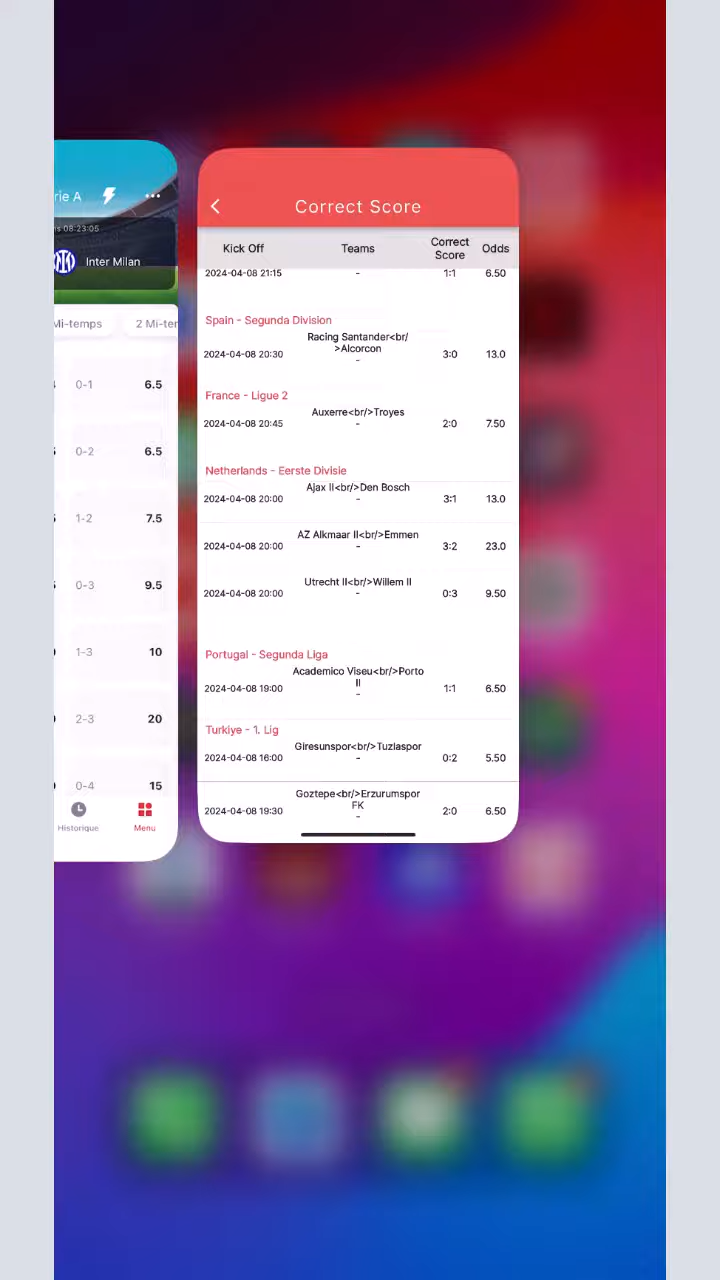 rie A
s 08:23:05
Inter Milan
Mi-temps
2 Mi-ter
0-1 6.5
0-2 6.5
1-2 7.5
0-3 9.5
1-3 10
2-3 20
0-4 15
Historique
Menu
Correct Score
Kick Off Teams Correct Score Odds
2024-04-08 21:15 - 1:1 6.50
Spain - Segunda Division
Racing Santander<br/
>Alcorcon
2024-04-08 20:30 - 3:0 13.0
France - Ligue 2
Auxerre<br/>Troyes
2024-04-08 20:45 - 2:0 7.50
Netherlands - Eerste Divisie
Ajax II<br/>Den Bosch
2024-04-08 20:00 - 3:1 13.0
AZ Alkmaar II<br/>Emmen
2024-04-08 20:00 - 3:2 23.0
Utrecht II<br/>Willem II
2024-04-08 20:00 - 0:3 9.50
Portugal - Segunda Liga
Academico Viseu<br/>Porto
II
2024-04-08 19:00 - 1:1 6.50
Turkiye - 1. Lig
Giresunspor<br/>Tuzlaspor
2024-04-08 16:00 - 0:2 5.50
Goztepe<br/>Erzurumspor
FK
2024-04-08 19:30 - 2:0 6.50